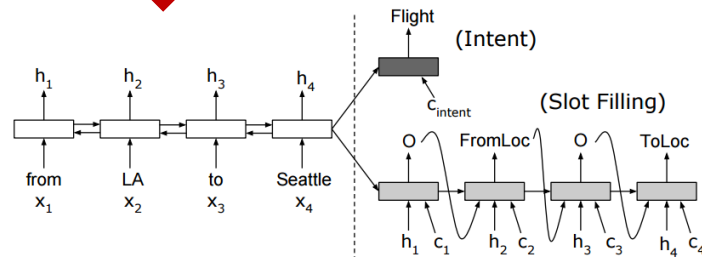 Flight
(Intent)
h1 h2 h3 h4
cintent
(Slot Filling)
O FromLoc O ToLoc
from LA to Seattle
x1 x2 x3 x4
h1 c1 h2 c2 h3 c3 h4 c4